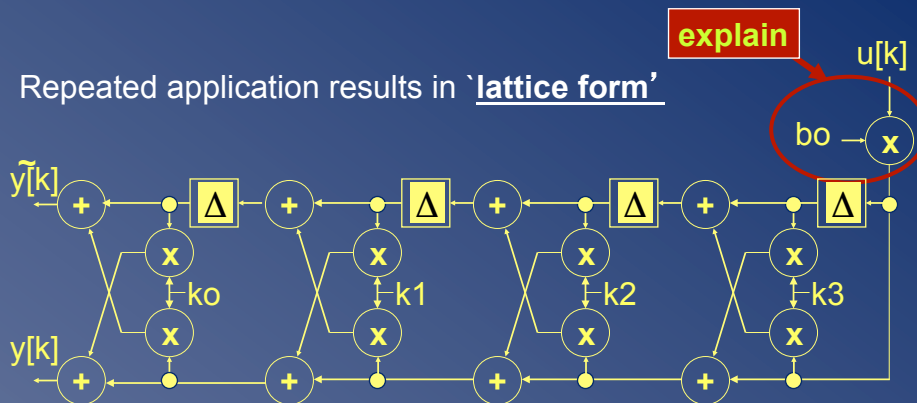 explain
u[k]
Repeated application results in `lattice form’
bo
x
ỹ[k]
+ Δ + Δ + Δ + Δ
x x x x
ko k1 k2 k3
x x x x
y[k]
+ + + +